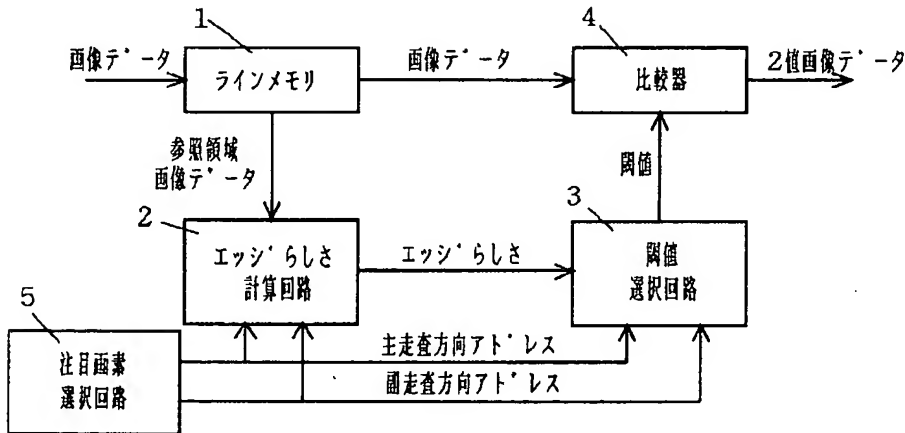 1
4
画像データ
ラインメモリ
画像データ
比較器
2値画像データ
参照領域
画像データ
閾値
2
3
エッジらしさ
計算回路
エッジらしさ
閾値
選択回路
5
注目画素
選択回路
主走査方向アドレス
副走査方向アドレス